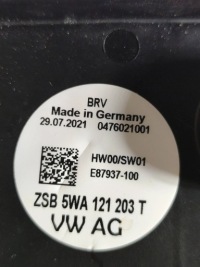 BRV
Made in Germany
29.07.2021 0476021001
HW00/SW01
E87937-100
ZSB 5WA 121 203 T
VW AG